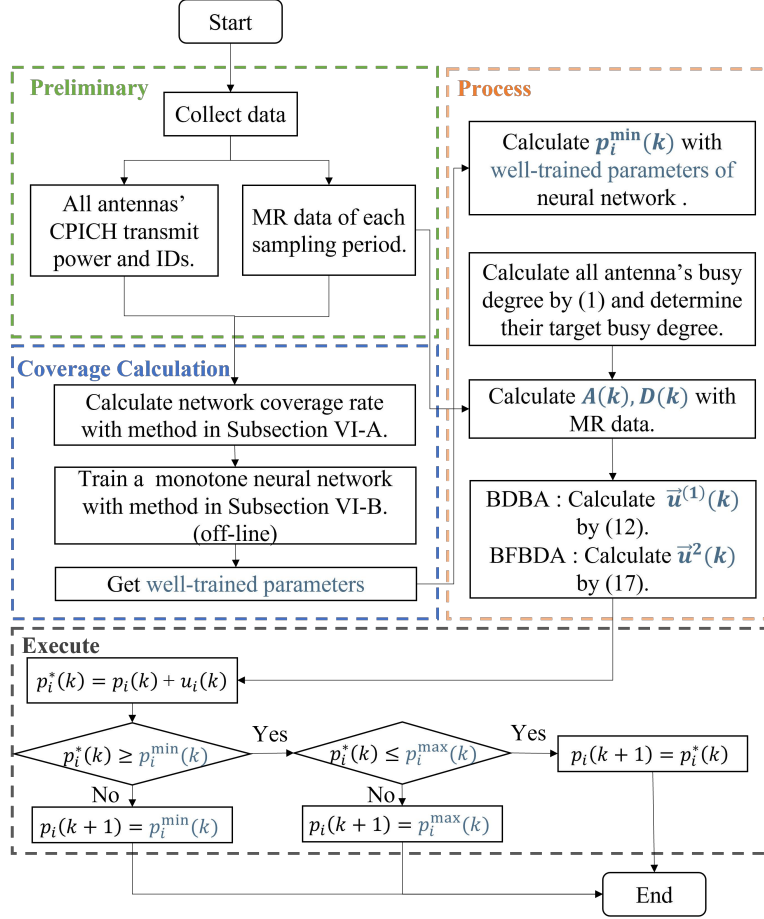 Start
Preliminary
Collect data
All antennas'
CPICH transmit
power and IDs.
MR data of each
sampling period.
Coverage Calculation
Calculate network coverage rate
with method in Subsection VI-A.
Train a monotone neural network
with method in Subsection VI-B.
(off-line)
Get well-trained parameters
Process
Calculate p_i^min(k) with
well-trained parameters of
neural network .
Calculate all antenna's busy
degree by (1) and determine
their target busy degree.
Calculate A(k), D(k) with
MR data.
BDBA : Calculate u⃗^(1)(k)
by (12).
BFBDA : Calculate u⃗^2(k)
by (17).
Execute
p_i^*(k) = p_i(k) + u_i(k)
p_i^*(k) ≥ p_i^min(k)
Yes
p_i^*(k) ≤ p_i^max(k)
Yes
p_i(k + 1) = p_i^*(k)
No
No
p_i(k + 1) = p_i^min(k)
p_i(k + 1) = p_i^max(k)
End